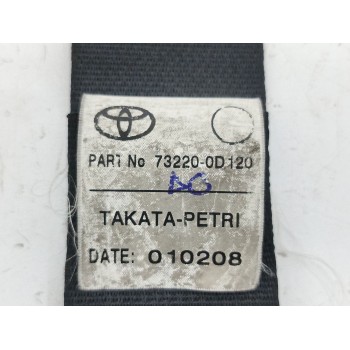 PART No 73220-0D120
TAKATA-PETRI
DATE: 010208